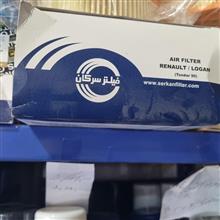 AIR FILTER
RENAULT / LOGAN
(Tondar 90)
فیلتر سرکان
www.serkanfilter.com